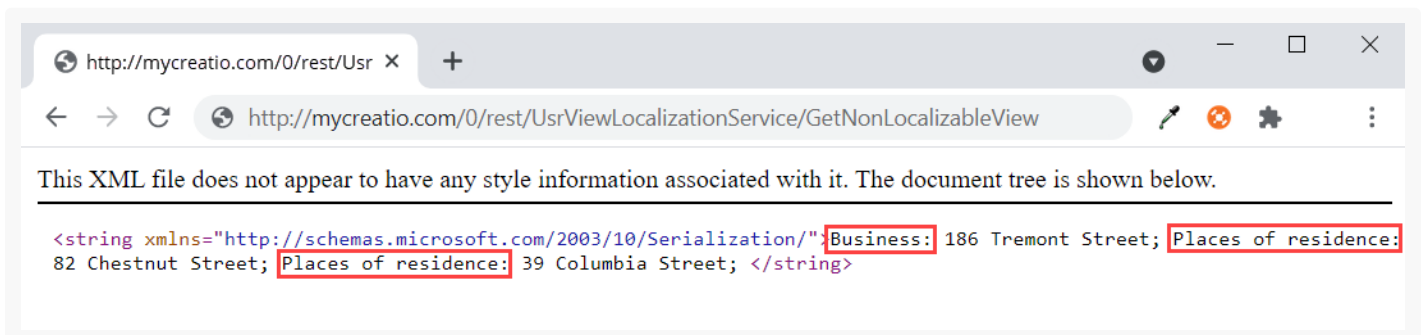 http://mycreatio.com/0/rest/Usr
http://mycreatio.com/0/rest/UsrViewLocalizationService/GetNonLocalizableView
This XML file does not appear to have any style information associated with it. The document tree is shown below.
<string xmlns="http://schemas.microsoft.com/2003/10/Serialization/">Business: 186 Tremont Street; Places of residence:
82 Chestnut Street; Places of residence: 39 Columbia Street; </string>